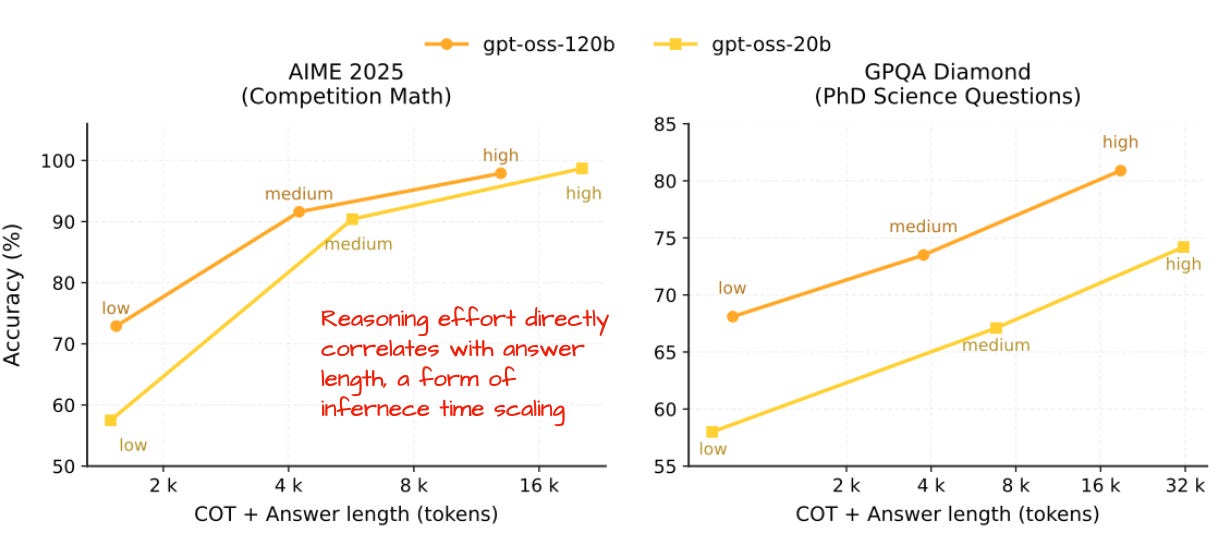 gpt-oss-120b gpt-oss-20b
AIME 2025
(Competition Math)
Accuracy (%)
100
90
80
70
60
50
high
medium
high
medium
low
low
Reasoning effort directly
correlates with answer
length, a form of
infernece time scaling
2 k 4 k 8 k 16 k
COT + Answer length (tokens)
GPQA Diamond
(PhD Science Questions)
85
80
75
70
65
60
55
high
medium
high
low
medium
low
2 k 4 k 8 k 16 k 32 k
COT + Answer length (tokens)